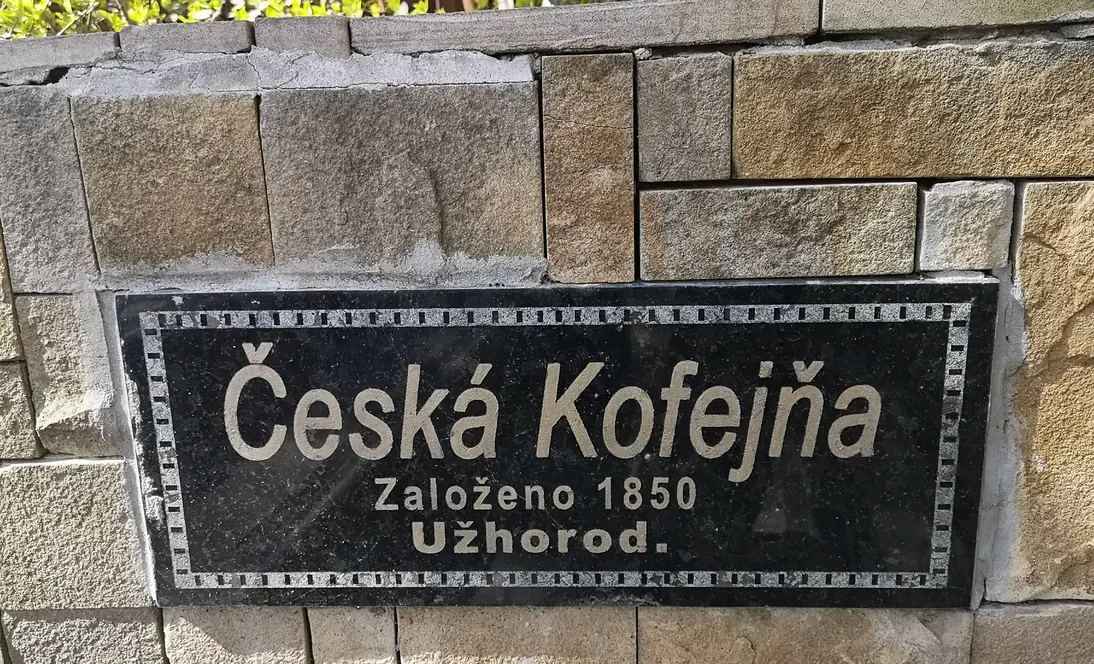 Česká Kofejňa
Založeno 1850
Užhorod.